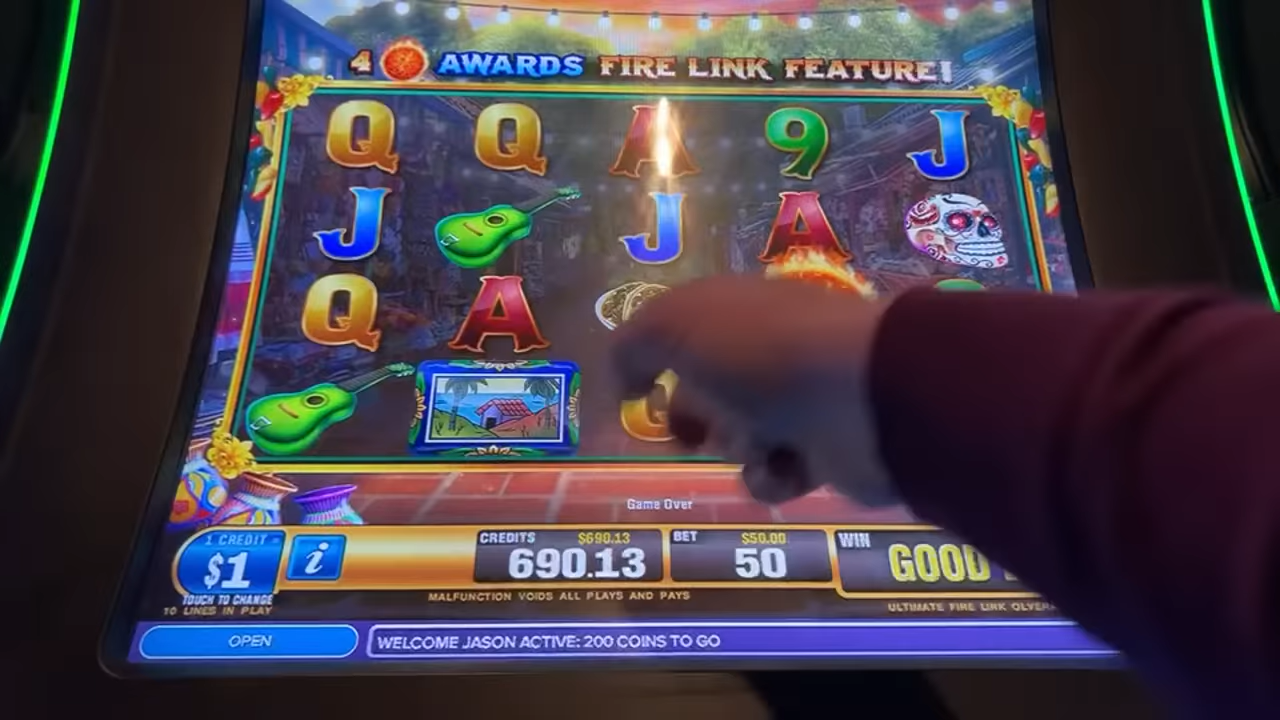 4 AWARDS FIRE LINK FEATURE!
Q Q A 9 J
J J A
Q A
Game Over
1 CREDIT =
$1
TOUCH TO CHANGE
10 LINES IN PLAY
i
CREDITS $690.13
690.13
BET $50.00
50
WIN
GOOD
MALFUNCTION VOIDS ALL PLAYS AND PAYS
ULTIMATE FIRE LINK
OPEN
WELCOME JASON ACTIVE: 200 COINS TO GO